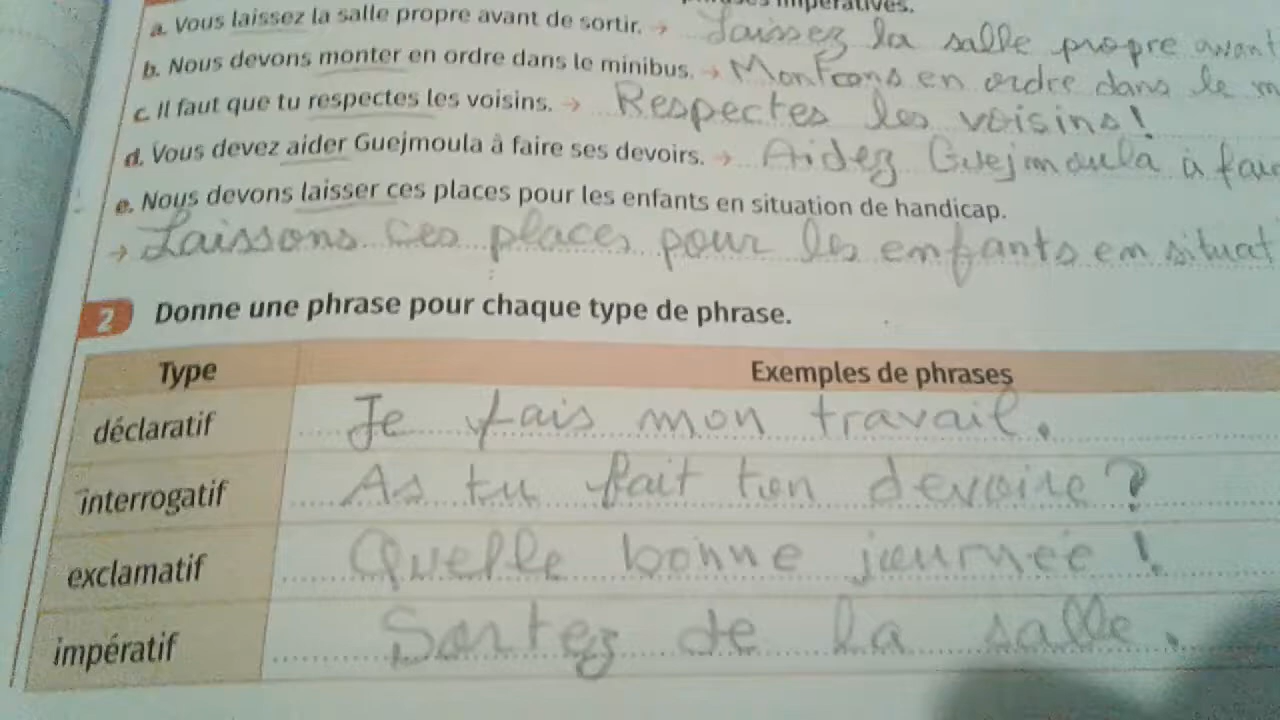 phrases impératives.
a. Vous laissez la salle propre avant de sortir. → Laissez la salle propre avant
b. Nous devons monter en ordre dans le minibus. → Montons en ordre dans le m
c. Il faut que tu respectes les voisins. → Respectes les voisins!
d. Vous devez aider Guejmoula à faire ses devoirs. → Aidez Guejmoula à fai
e. Nous devons laisser ces places pour les enfants en situation de handicap.
→ Laissons ces places pour les enfants en situat
2 Donne une phrase pour chaque type de phrase.
Type Exemples de phrases
déclaratif Je fais mon travail.
interrogatif As tu fait ton devoire ?
exclamatif Quelle bonne journée !
impératif Sortez de la salle.